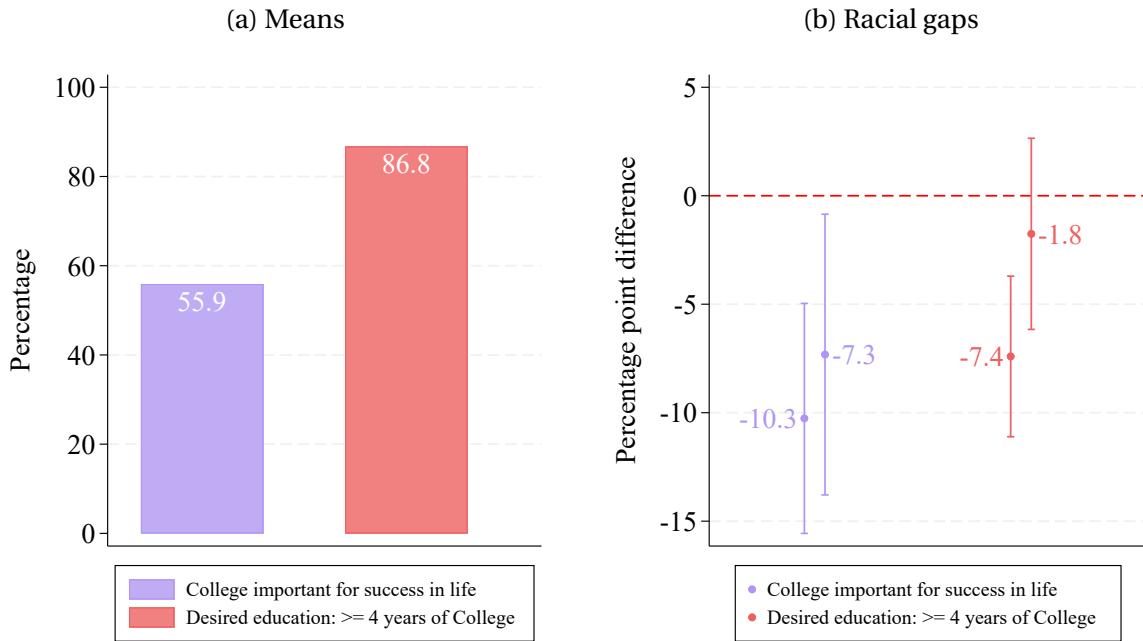 (a) Means
Percentage
100
80
60
40
20
0
55.9
86.8
College important for success in life
Desired education: >= 4 years of College
(b) Racial gaps
Percentage point difference
5
0
-5
-10
-15
-10.3
-7.3
-7.4
-1.8
College important for success in life
Desired education: >= 4 years of College